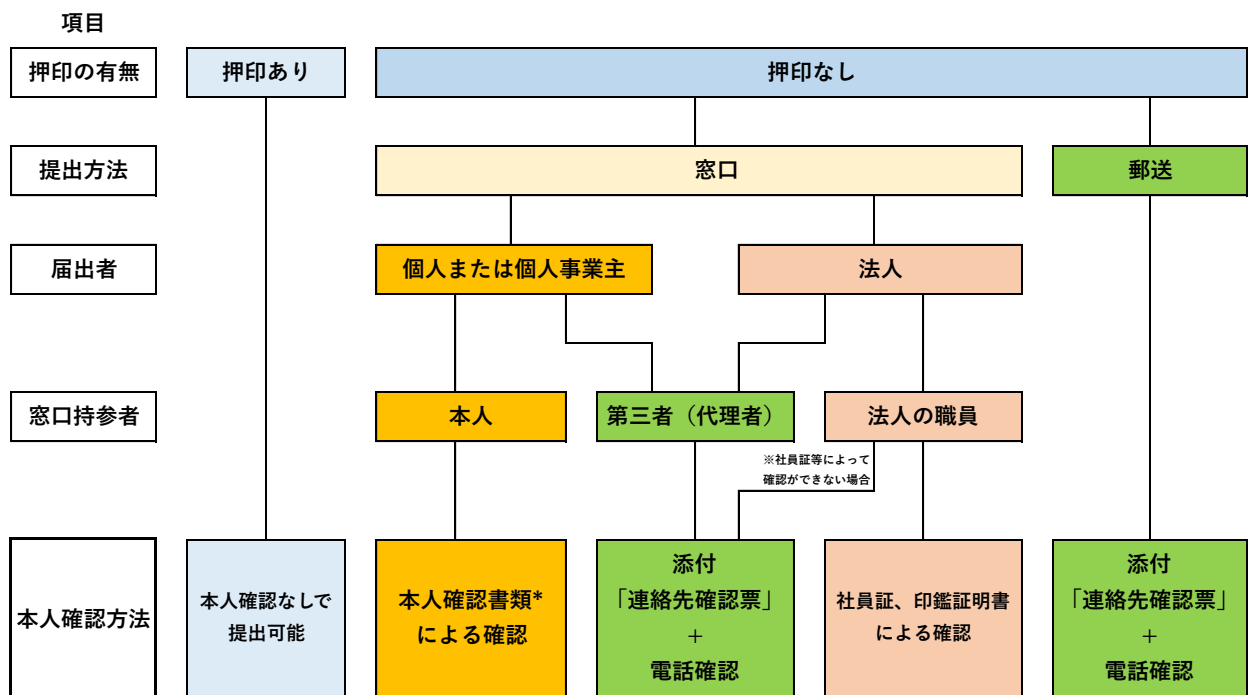 項目
押印の有無
押印あり
押印なし
提出方法
窓口
郵送
届出者
個人または個人事業主
法人
窓口持参者
本人
第三者（代理者）
法人の職員
※社員証等によって
確認ができない場合
本人確認方法
本人確認なしで
提出可能
本人確認書類*
による確認
添付
「連絡先確認票」
+
電話確認
社員証、印鑑証明書
による確認
添付
「連絡先確認票」
+
電話確認